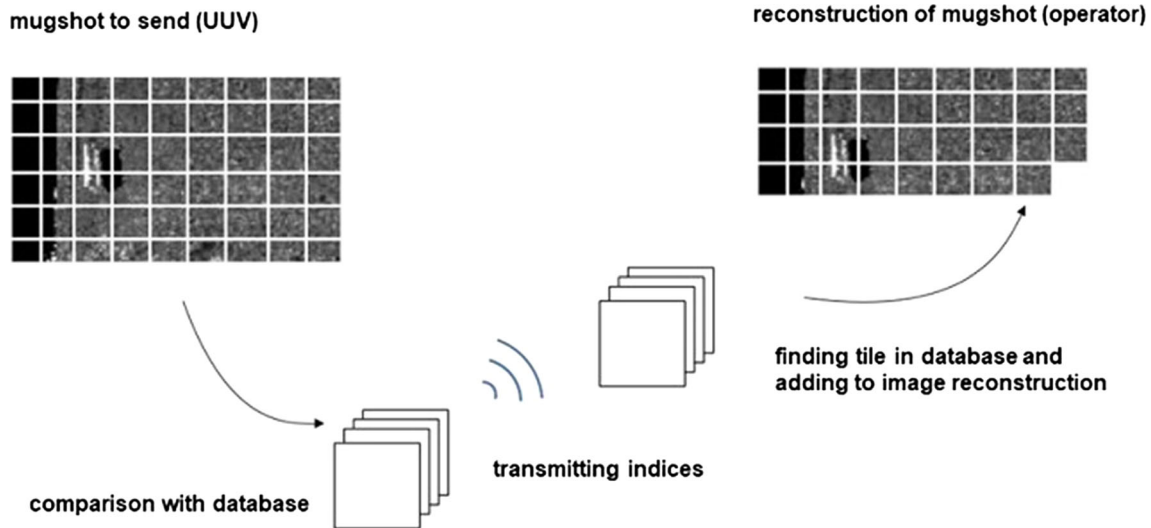 mugshot to send (UUV)
reconstruction of mugshot (operator)
finding tile in database and
adding to image reconstruction
transmitting indices
comparison with database